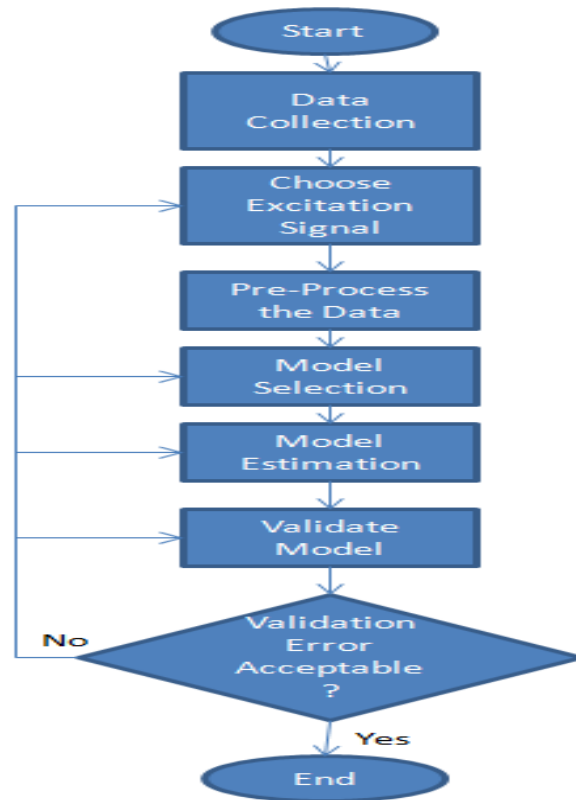 Start
Data
Collection
Choose
Excitation
Signal
Pre-Process
the Data
Model
Selection
Model
Estimation
Validate
Model
Validation
Error
Acceptable
?
No
Yes
End